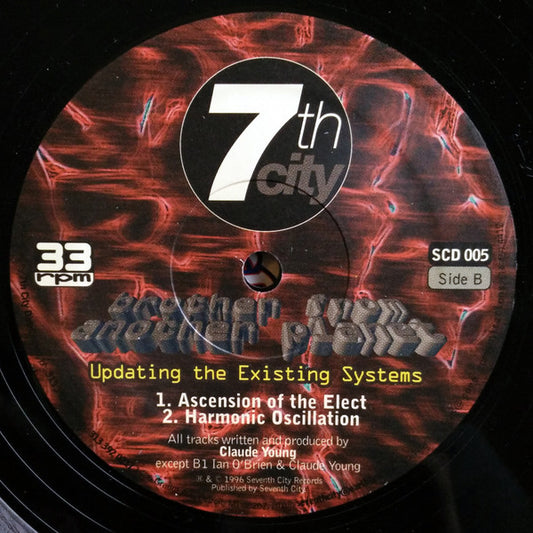 7th
city
33
rpm
SCD 005
Side B
brother from
another planet
Updating the Existing Systems
1. Ascension of the Elect
2. Harmonic Oscillation
All tracks written and produced by
Claude Young
except B1 Ian O'Brien & Claude Young
℗ & © 1996 Seventh City Records
Published by Seventh City.